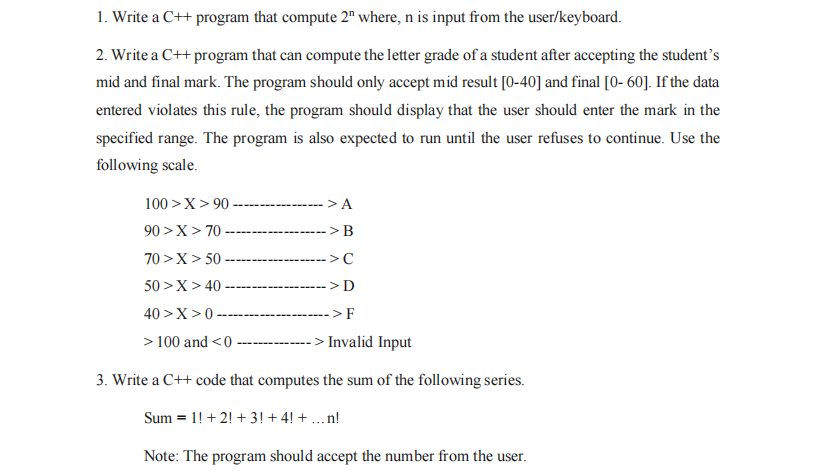 1. Write a C++ program that compute 2ⁿ where, n is input from the user/keyboard.
2. Write a C++ program that can compute the letter grade of a student after accepting the student's
mid and final mark. The program should only accept mid result [0-40] and final [0- 60]. If the data
entered violates this rule, the program should display that the user should enter the mark in the
specified range. The program is also expected to run until the user refuses to continue. Use the
following scale.
100 > X > 90 ------------------ > A
90 > X > 70 -------------------- > B
70 > X > 50 -------------------- > C
50 > X > 40 -------------------- > D
40 > X > 0 ---------------------- > F
> 100 and < 0 -------------- > Invalid Input
3. Write a C++ code that computes the sum of the following series.
Sum = 1! + 2! + 3! + 4! + …n!
Note: The program should accept the number from the user.